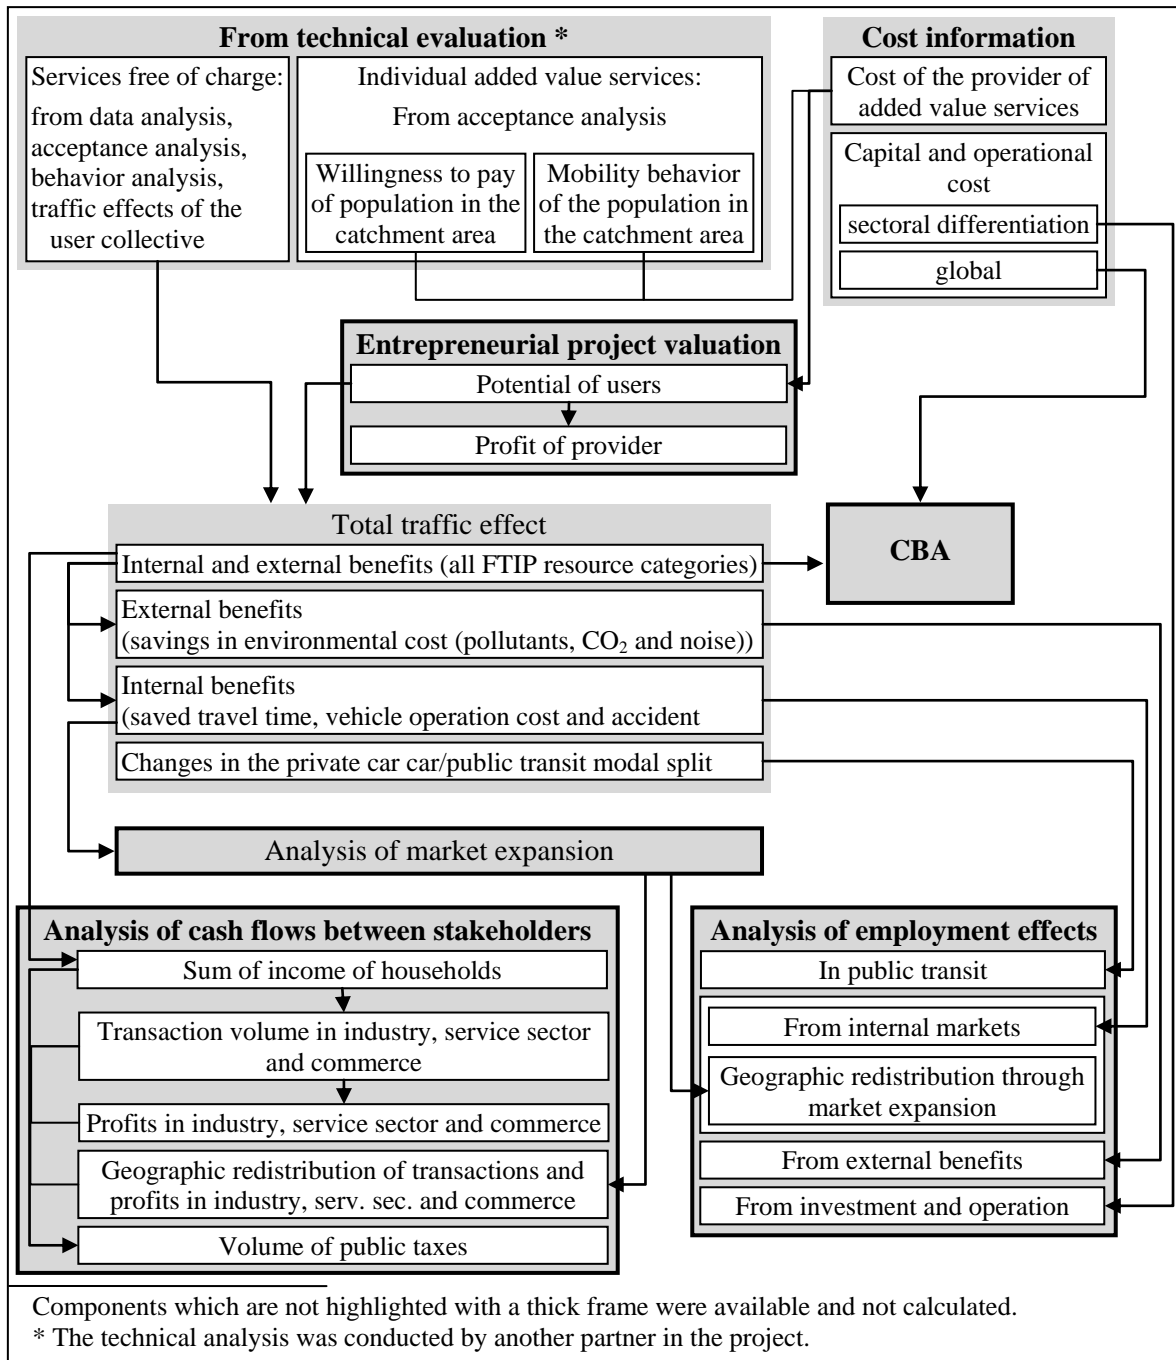 From technical evaluation *
Services free of charge:
from data analysis,
acceptance analysis,
behavior analysis,
traffic effects of the
user collective
Individual added value services:
From acceptance analysis
Willingness to pay
of population in the
catchment area
Mobility behavior
of the population in
the catchment area
Cost information
Cost of the provider of
added value services
Capital and operational
cost
sectoral differentiation
global
Entrepreneurial project valuation
Potential of users
Profit of provider
Total traffic effect
Internal and external benefits (all FTIP resource categories)
External benefits
(savings in environmental cost (pollutants, CO₂ and noise))
Internal benefits
(saved travel time, vehicle operation cost and accident
Changes in the private car car/public transit modal split
CBA
Analysis of market expansion
Analysis of cash flows between stakeholders
Sum of income of households
Transaction volume in industry, service sector
and commerce
Profits in industry, service sector and commerce
Geographic redistribution of transactions and
profits in industry, serv. sec. and commerce
Volume of public taxes
Analysis of employment effects
In public transit
From internal markets
Geographic redistribution through
market expansion
From external benefits
From investment and operation
Components which are not highlighted with a thick frame were available and not calculated.
* The technical analysis was conducted by another partner in the project.